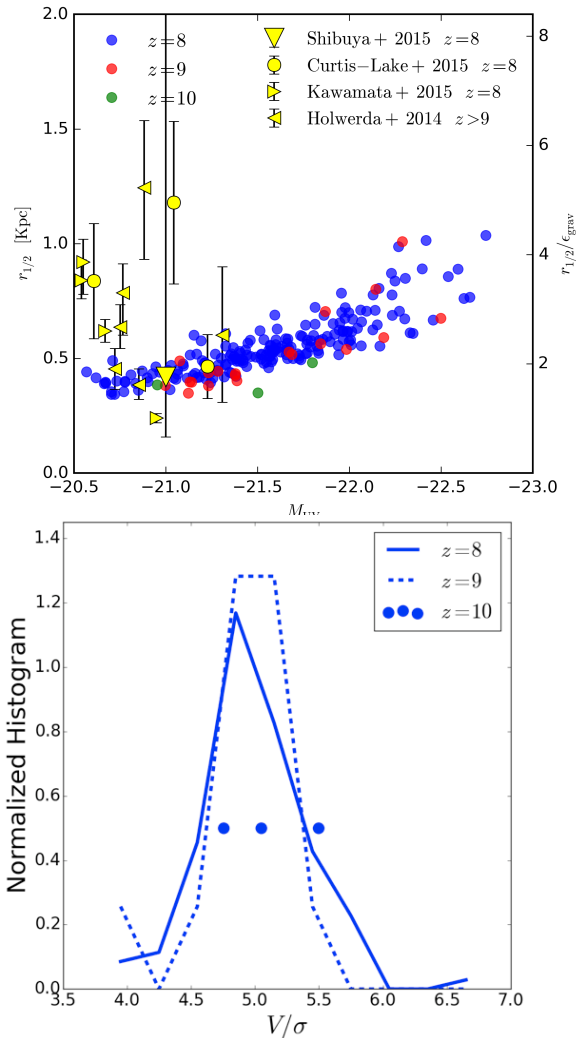 2.0
1.5
1.0
0.5
0.0
r1/2 [Kpc]
z=8
z=9
z=10
Shibuya+ 2015 z=8
Curtis−Lake+ 2015 z=8
Kawamata+ 2015 z=8
Holwerda+ 2014 z>9
8
6
4
2
r1/2/ϵgrav
−20.5 −21.0 −21.5 −22.0 −22.5 −23.0
MUV
1.4
1.2
1.0
0.8
0.6
0.4
0.2
0.0
Normalized Histogram
z=8
z=9
z=10
3.5 4.0 4.5 5.0 5.5 6.0 6.5 7.0
V/σ